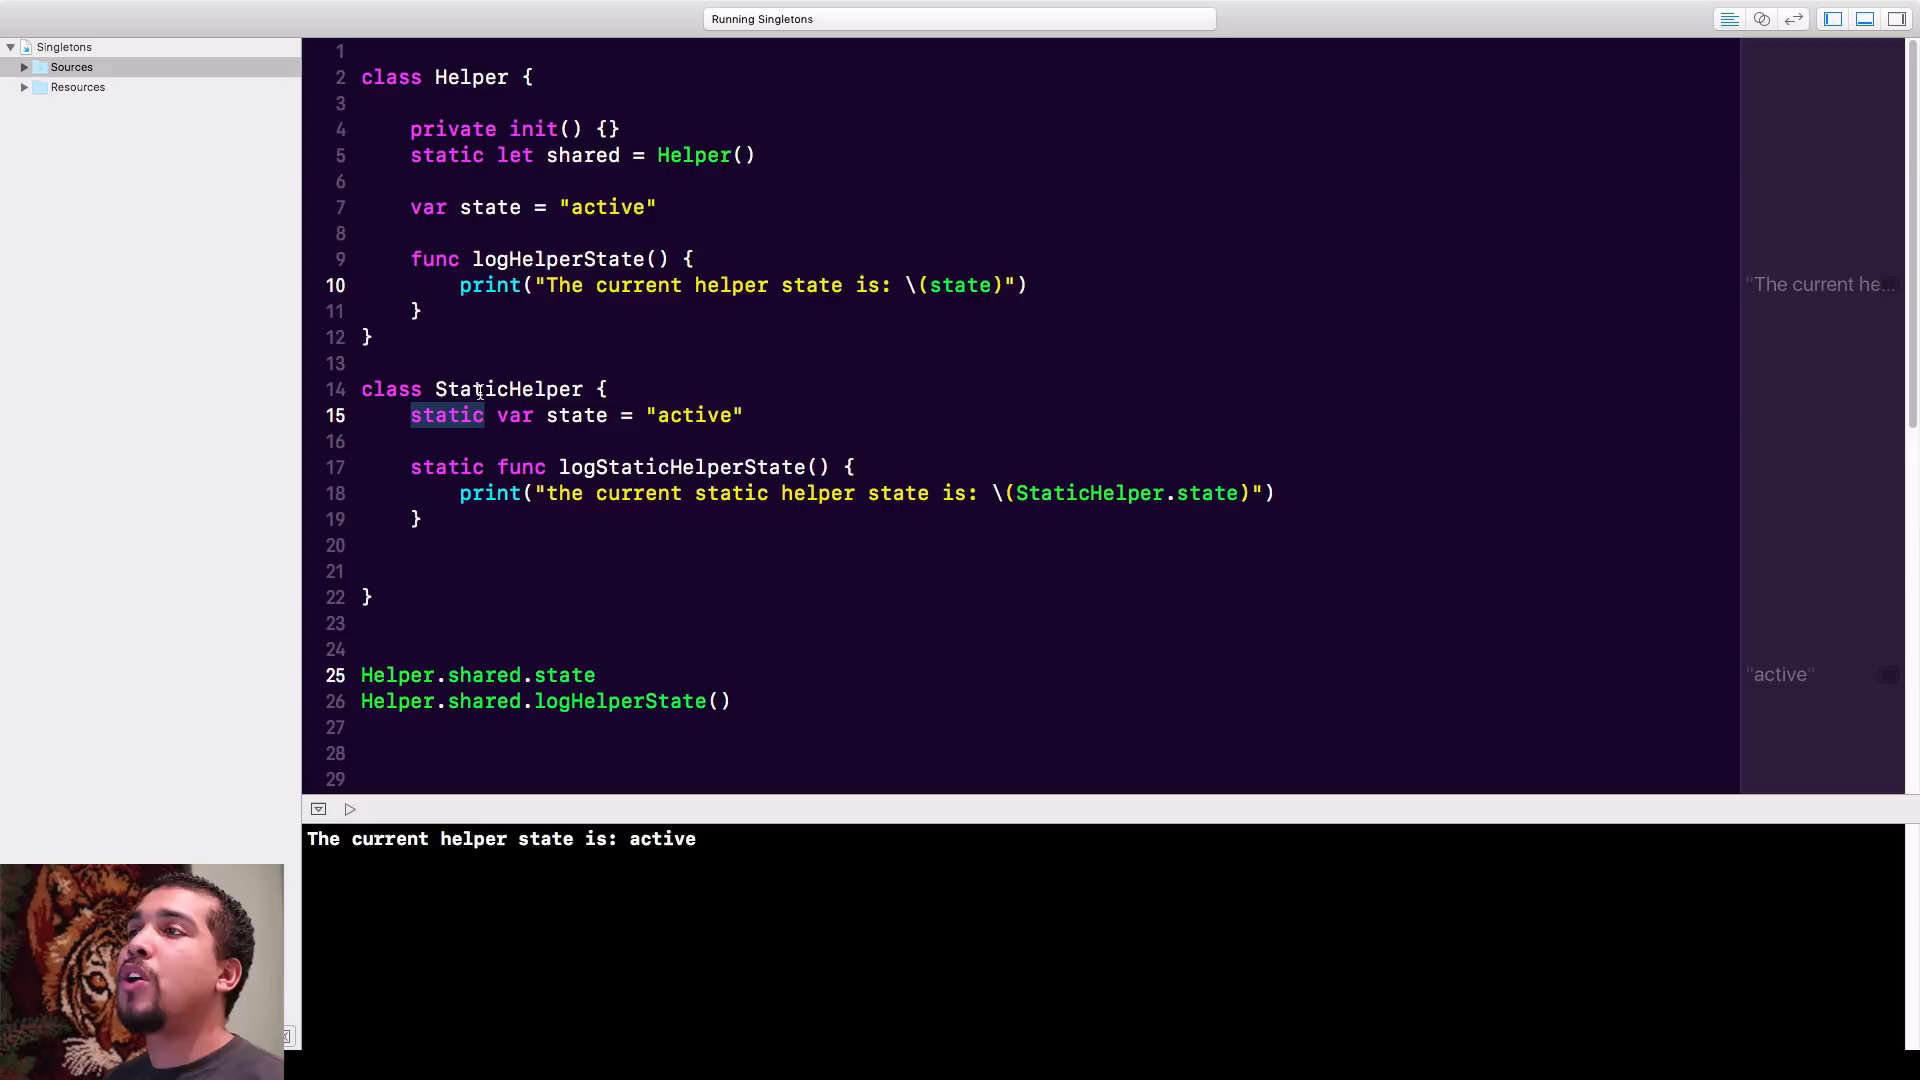 Running Singletons
Singletons
Sources
Resources
1
2 class Helper {
3
4 private init() {}
5 static let shared = Helper()
6
7 var state = "active"
8
9 func logHelperState() {
10 print("The current helper state is: \(state)")
"The current he...
11 }
12 }
13
14 class StaticHelper {
15 static var state = "active"
16
17 static func logStaticHelperState() {
18 print("the current static helper state is: \(StaticHelper.state)")
19 }
20
21
22 }
23
24
25 Helper.shared.state
"active"
26 Helper.shared.logHelperState()
27
28
29
The current helper state is: active